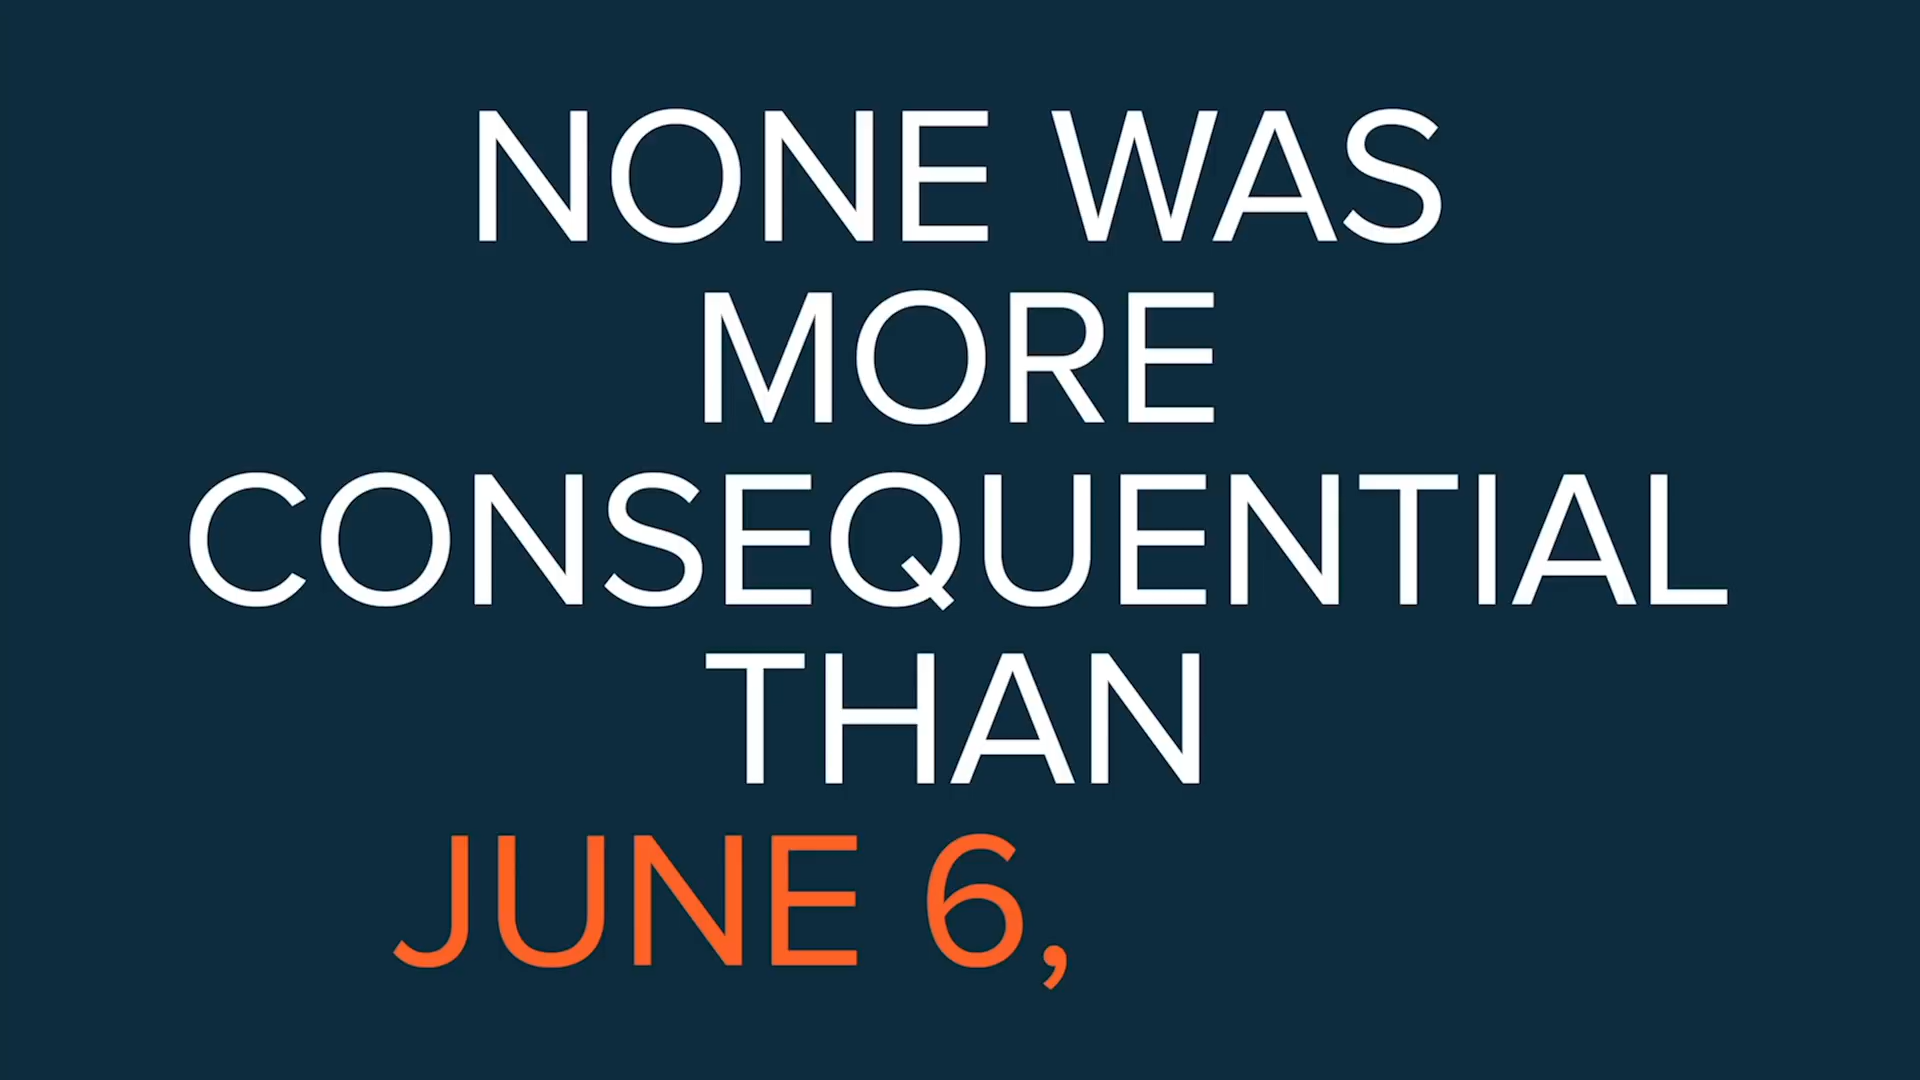 NONE WAS
MORE
CONSEQUENTIAL
THAN
JUNE 6,